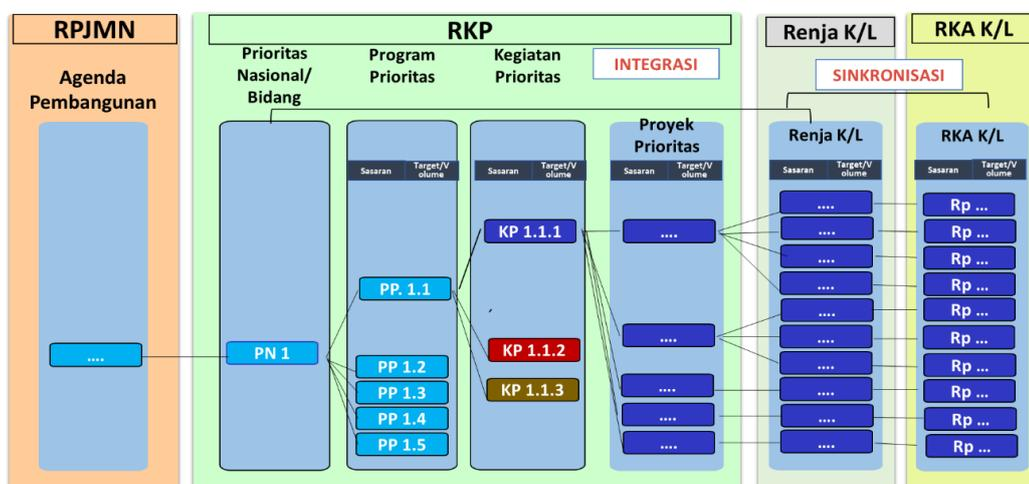 RPJMN
Agenda
Pembangunan
....
RKP
Prioritas
Nasional/
Bidang
PN 1
Program
Prioritas
Sasaran
Target/V
olume
PP. 1.1
PP 1.2
PP 1.3
PP 1.4
PP 1.5
Kegiatan
Prioritas
Sasaran
Target/V
olume
KP 1.1.1
KP 1.1.2
KP 1.1.3
INTEGRASI
Proyek
Prioritas
Sasaran
Target/V
olume
....
....
....
....
....
Renja K/L
SINKRONISASI
Renja K/L
Sasaran
Target/V
olume
....
....
....
....
....
....
....
....
....
....
RKA K/L
RKA K/L
Sasaran
Target/V
olume
Rp ...
Rp ...
Rp ...
Rp ...
Rp ...
Rp ...
Rp ...
Rp ...
Rp ...
Rp ...